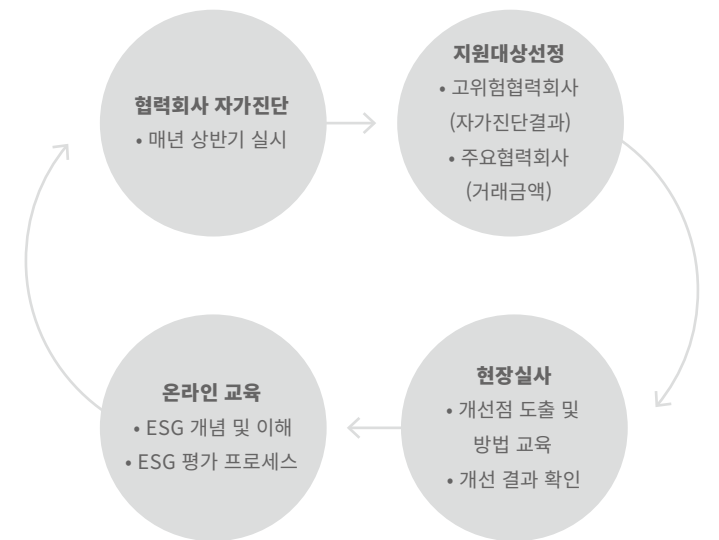 협력회사 자가진단
• 매년 상반기 실시
지원대상선정
• 고위험협력회사
(자가진단결과)
• 주요협력회사
(거래금액)
현장실사
• 개선점 도출 및
방법 교육
• 개선 결과 확인
온라인 교육
• ESG 개념 및 이해
• ESG 평가 프로세스